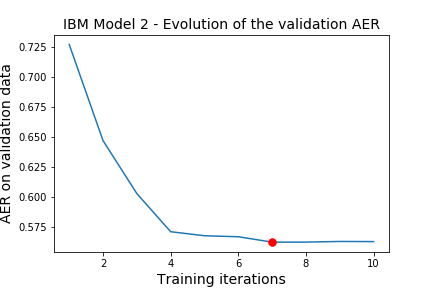 IBM Model 2 - Evolution of the validation AER
AER on validation data
0.725
0.700
0.675
0.650
0.625
0.600
0.575
2 4 6 8 10
Training iterations